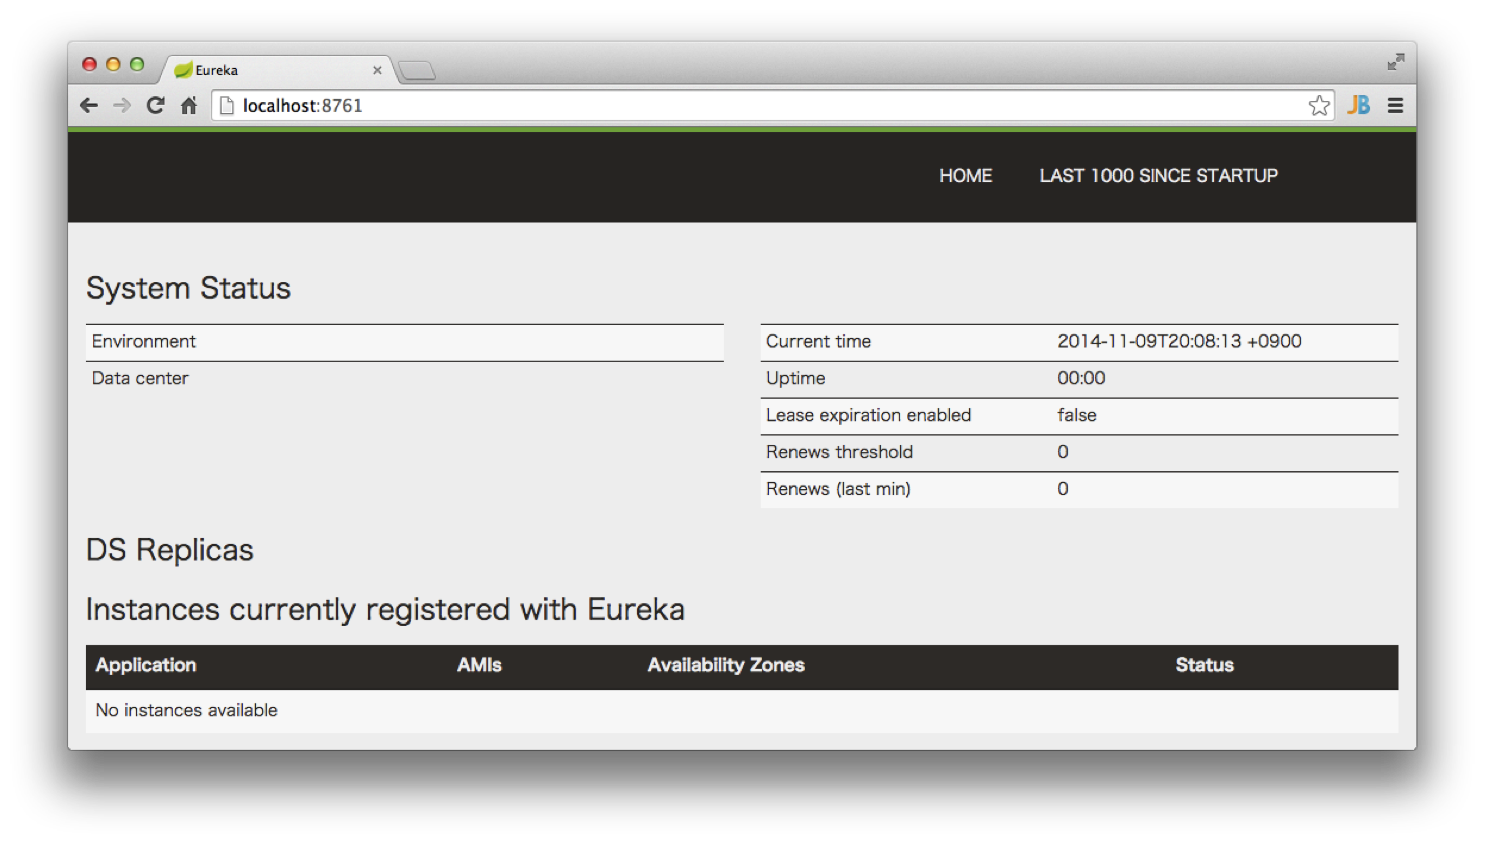 Eureka
localhost:8761
JB
HOME LAST 1000 SINCE STARTUP
System Status
Environment
Data center
Current time 2014-11-09T20:08:13 +0900
Uptime 00:00
Lease expiration enabled false
Renews threshold 0
Renews (last min) 0
DS Replicas
Instances currently registered with Eureka
Application AMIs Availability Zones Status
No instances available